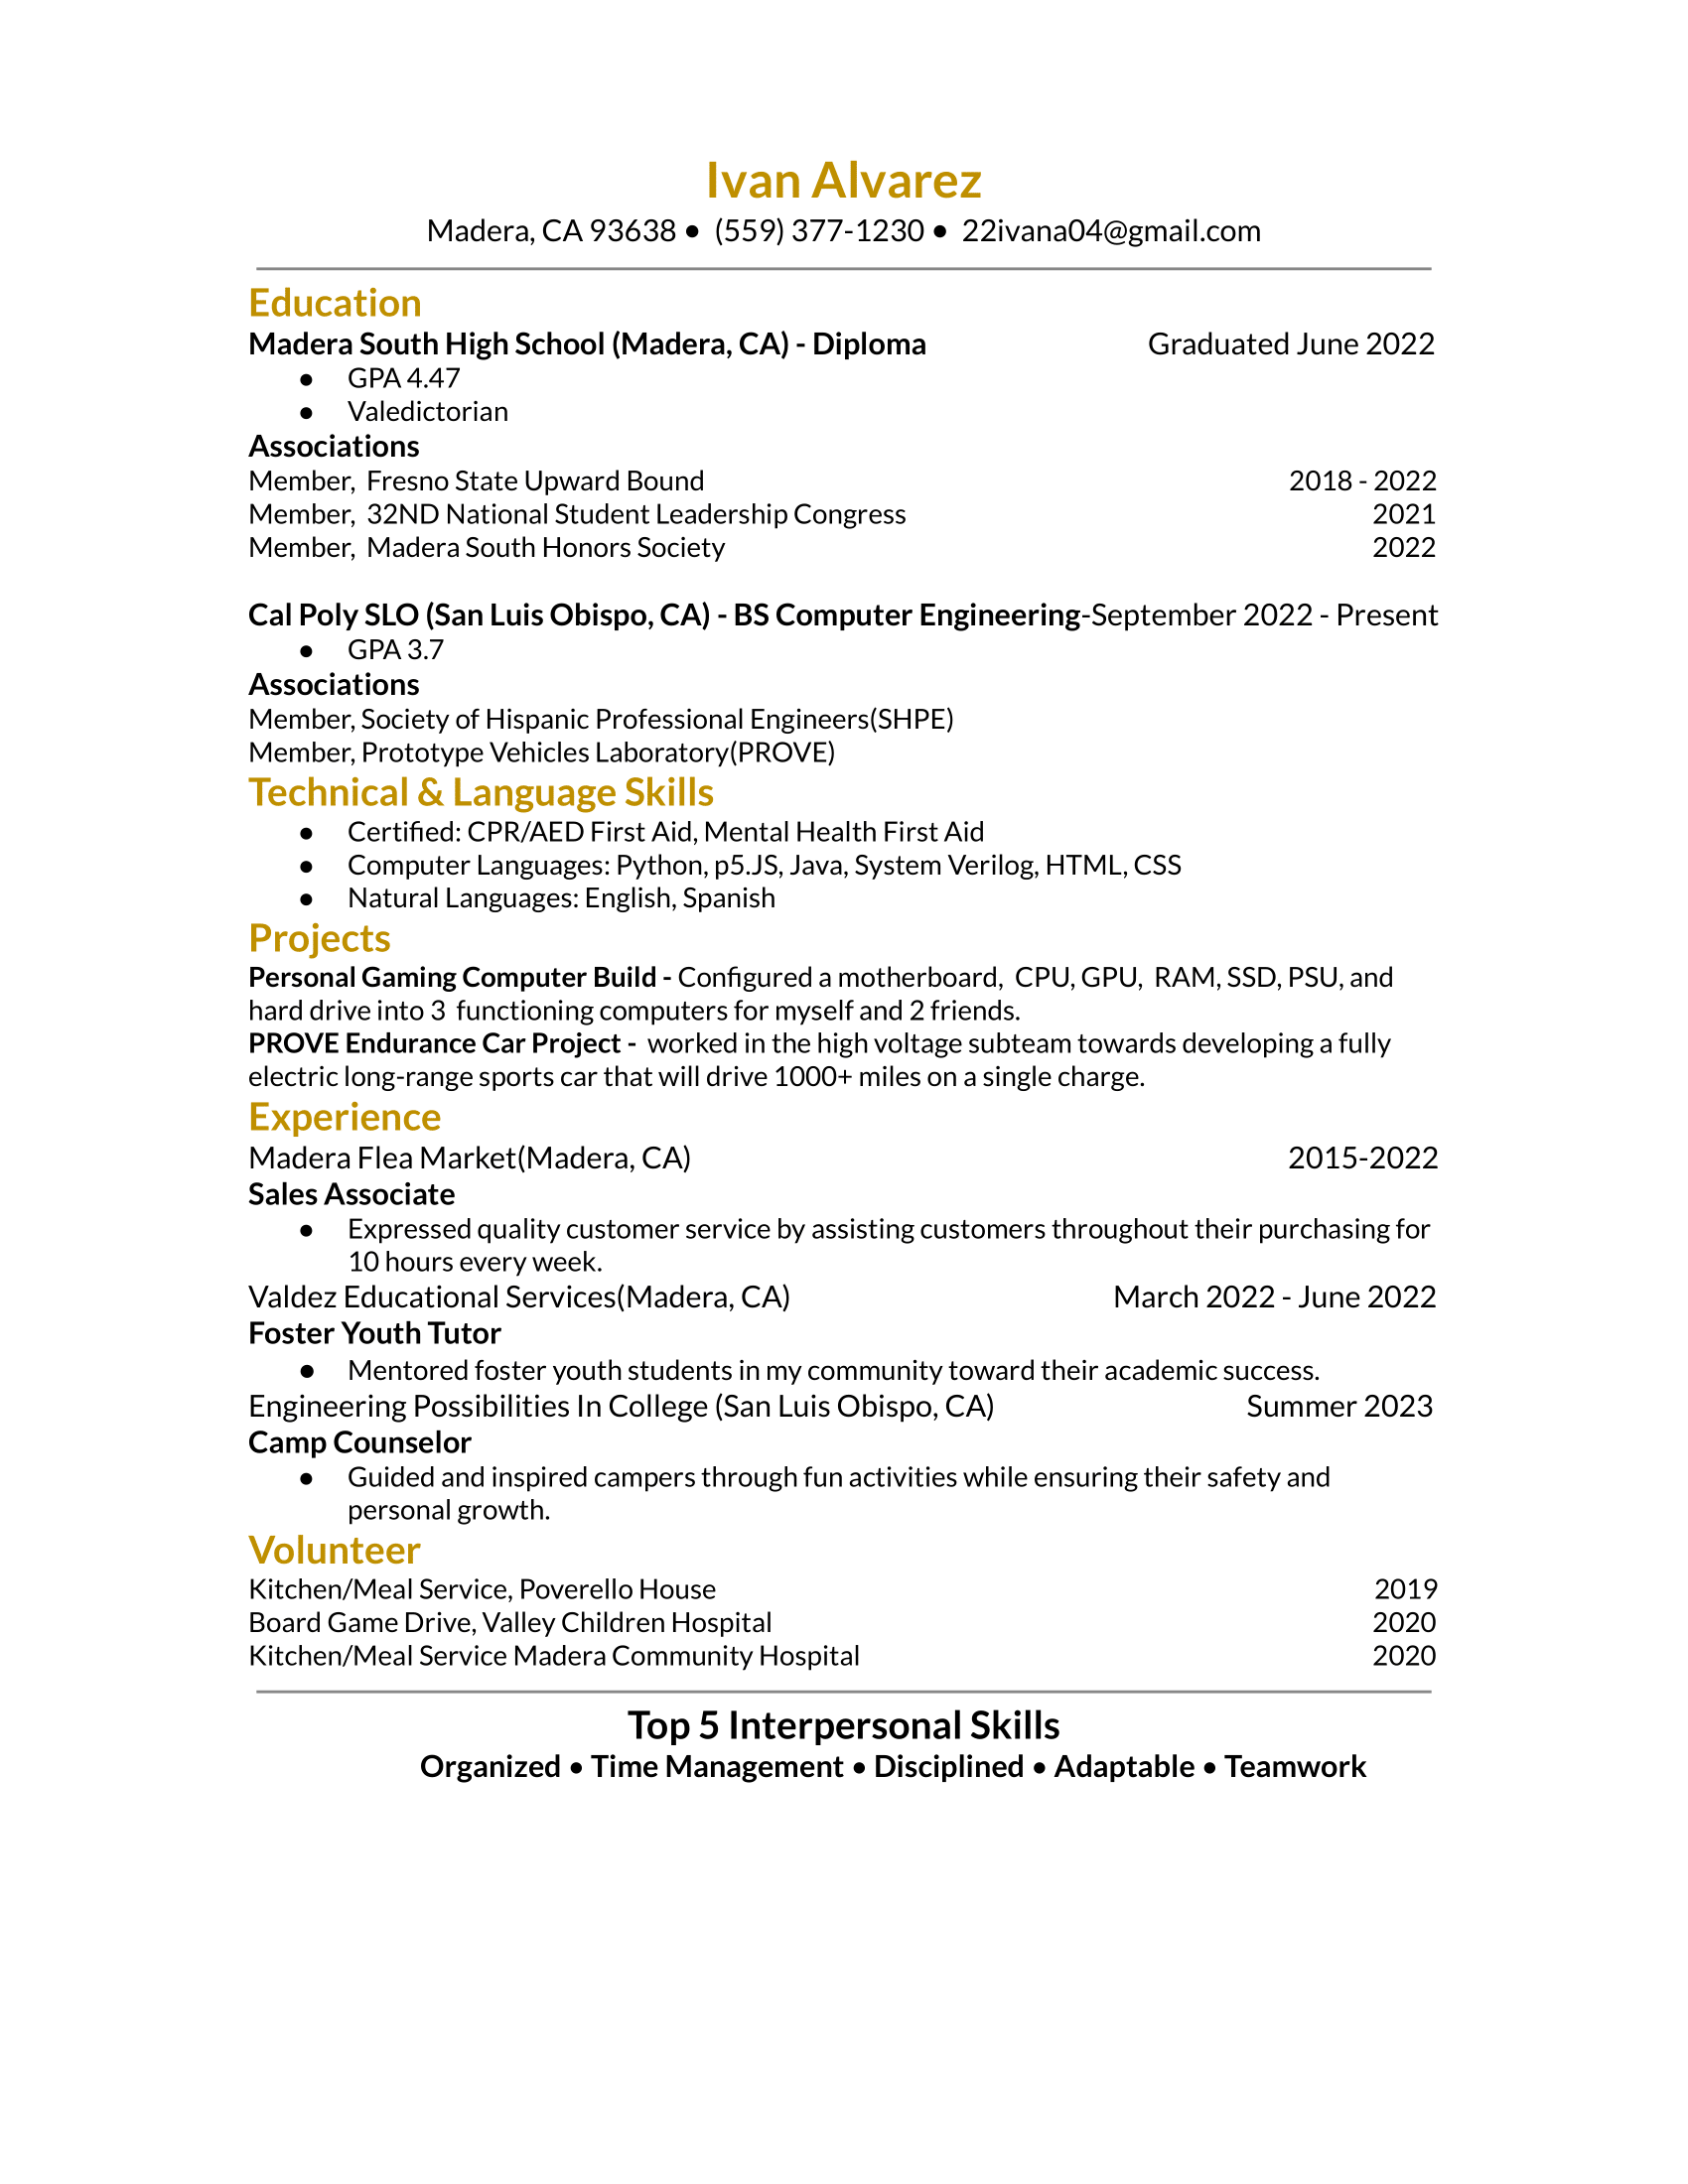 Ivan Alvarez
Madera, CA 93638 ● (559) 377-1230 ● 22ivana04@gmail.com
Education
Madera South High School (Madera, CA) - Diploma Graduated June 2022
● GPA 4.47
● Valedictorian
Associations
Member, Fresno State Upward Bound 2018 - 2022
Member, 32ND National Student Leadership Congress 2021
Member, Madera South Honors Society 2022
Cal Poly SLO (San Luis Obispo, CA) - BS Computer Engineering-September 2022 - Present
● GPA 3.7
Associations
Member, Society of Hispanic Professional Engineers(SHPE)
Member, Prototype Vehicles Laboratory(PROVE)
Technical & Language Skills
● Certified: CPR/AED First Aid, Mental Health First Aid
● Computer Languages: Python, p5.JS, Java, System Verilog, HTML, CSS
● Natural Languages: English, Spanish
Projects
Personal Gaming Computer Build - Configured a motherboard, CPU, GPU, RAM, SSD, PSU, and
hard drive into 3 functioning computers for myself and 2 friends.
PROVE Endurance Car Project - worked in the high voltage subteam towards developing a fully
electric long-range sports car that will drive 1000+ miles on a single charge.
Experience
Madera Flea Market(Madera, CA) 2015-2022
Sales Associate
● Expressed quality customer service by assisting customers throughout their purchasing for
10 hours every week.
Valdez Educational Services(Madera, CA) March 2022 - June 2022
Foster Youth Tutor
● Mentored foster youth students in my community toward their academic success.
Engineering Possibilities In College (San Luis Obispo, CA) Summer 2023
Camp Counselor
● Guided and inspired campers through fun activities while ensuring their safety and
personal growth.
Volunteer
Kitchen/Meal Service, Poverello House 2019
Board Game Drive, Valley Children Hospital 2020
Kitchen/Meal Service Madera Community Hospital 2020
Top 5 Interpersonal Skills
Organized ● Time Management ● Disciplined ● Adaptable ● Teamwork